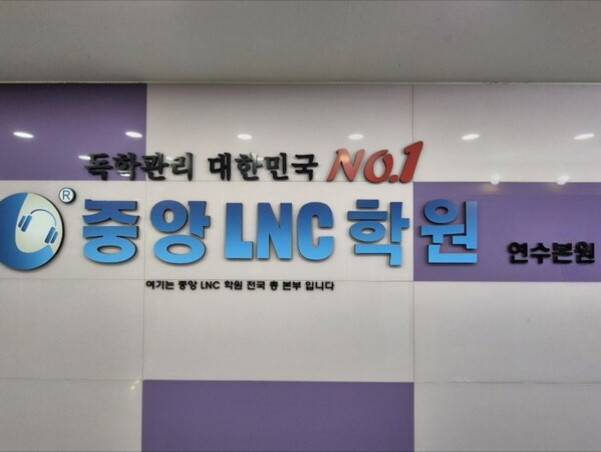 독학관리 대한민국 NO.1
® 중앙 LNC 학원 연수본원
여기는 중앙 LNC 학원 전국 총 본부 입니다